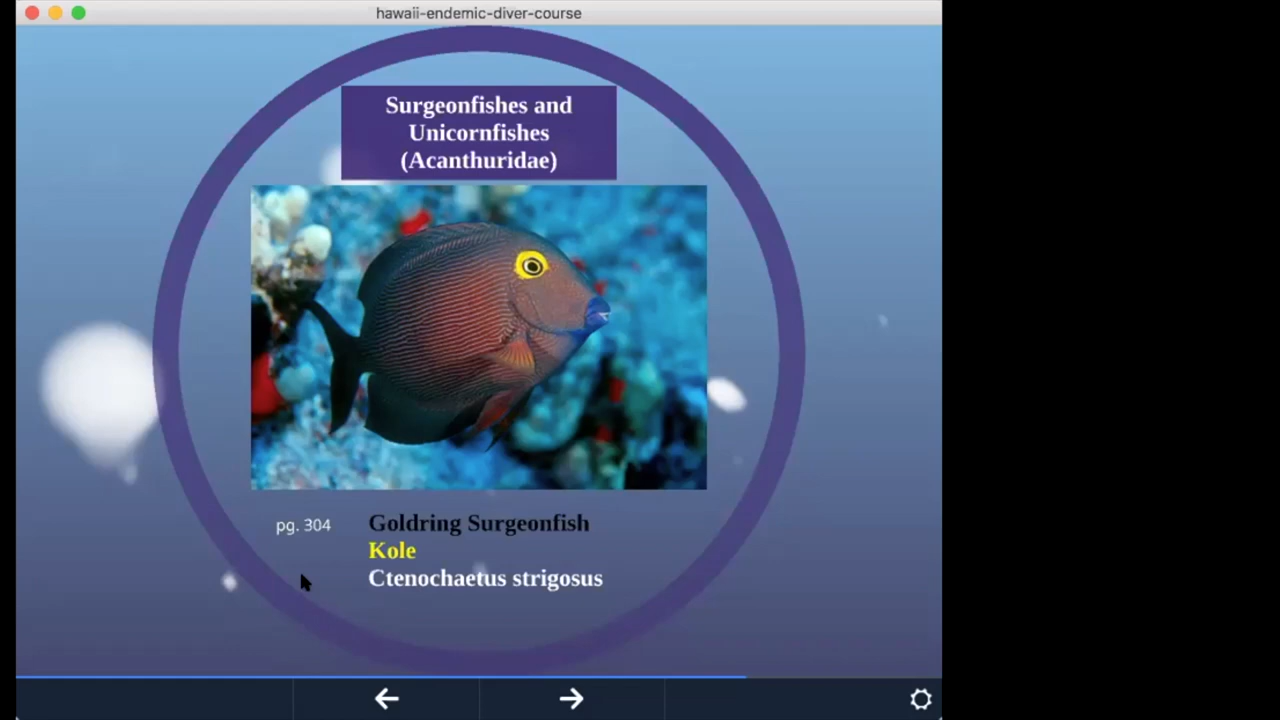 hawaii-endemic-diver-course
Surgeonfishes and
Unicornfishes
(Acanthuridae)
pg. 304
Goldring Surgeonfish
Kole
Ctenochaetus strigosus